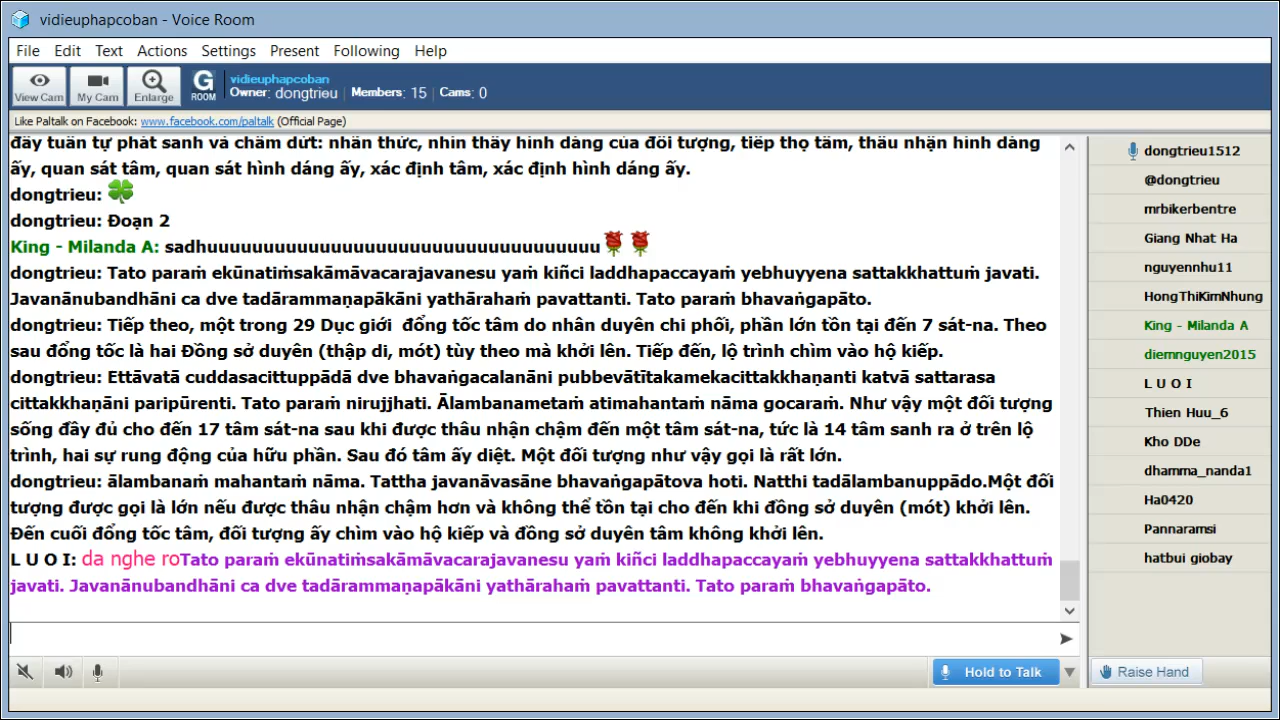 vidieuphapcoban - Voice Room
File Edit Text Actions Settings Present Following Help
View Cam My Cam Enlarge G ROOM vidieuphapcoban
Owner: dongtrieu Members: 15 Cams: 0
Like Paltalk on Facebook: www.facebook.com/paltalk (Official Page)
đây tuần tự phát sanh và chấm dứt: nhãn thức, nhìn thấy hình dáng của đối tượng, tiếp thọ tâm, thâu nhận hình dáng
ấy, quan sát tâm, quan sát hình dáng ấy, xác định tâm, xác định hình dáng ấy.
dongtrieu:
dongtrieu: Đoạn 2
King - Milanda A: sadhuuuuuuuuuuuuuuuuuuuuuuuuuuuuuuuuuuu
dongtrieu: Tato paraṁ ekūnatiṁsakāmāvacarajavanesu yaṁ kiñci laddhapaccayaṁ yebhuyyena sattakkhattuṁ javati.
Javanānubandhāni ca dve tadārammaṇapākāni yathārahaṁ pavattanti. Tato paraṁ bhavaṅgapāto.
dongtrieu: Tiếp theo, một trong 29 Dục giới  đổng tốc tâm do nhân duyên chi phối, phần lớn tồn tại đến 7 sát-na. Theo
sau đổng tốc là hai Đồng sở duyên (thập di, mót) tùy theo mà khởi lên. Tiếp đến, lộ trình chìm vào hộ kiếp.
dongtrieu: Ettāvatā cuddasacittuppādā dve bhavaṅgacalanāni pubbevātītakamekacittakkhaṇanti katvā sattarasa
cittakkhaṇāni paripūrenti. Tato paraṁ nirujjhati. Ālambanametaṁ atimahantaṁ nāma gocaraṁ. Như vậy một đối tượng
sống đầy đủ cho đến 17 tâm sát-na sau khi được thâu nhận chậm đến một tâm sát-na, tức là 14 tâm sanh ra ở trên lộ
trình, hai sự rung động của hữu phần. Sau đó tâm ấy diệt. Một đối tượng như vậy gọi là rất lớn.
dongtrieu: ālambanaṁ mahantaṁ nāma. Tattha javanāvasāne bhavaṅgapātova hoti. Natthi tadālambanuppādo.Một đối
tượng được gọi là lớn nếu được thâu nhận chậm hơn và không thể tồn tại cho đến khi đồng sở duyên (mót) khởi lên.
Đến cuối đổng tốc tâm, đối tượng ấy chìm vào hộ kiếp và đồng sở duyên tâm không khởi lên.
L U O I: da nghe roTato paraṁ ekūnatiṁsakāmāvacarajavanesu yaṁ kiñci laddhapaccayaṁ yebhuyyena sattakkhattuṁ
javati. Javanānubandhāni ca dve tadārammaṇapākāni yathārahaṁ pavattanti. Tato paraṁ bhavaṅgapāto.
Hold to Talk
dongtrieu1512
@dongtrieu
mrbikerbentre
Giang Nhat Ha
nguyennhu11
HongThiKimNhung
King - Milanda A
diemnguyen2015
L U O I
Thien Huu_6
Kho DDe
dhamma_nanda1
Ha0420
Pannaramsi
hatbui giobay
Raise Hand